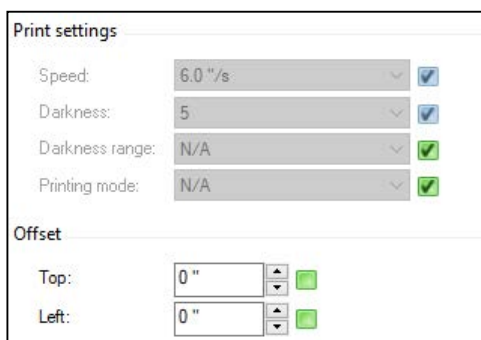 Print settings
Speed: 6.0 "/s
Darkness: 5
Darkness range: N/A
Printing mode: N/A
Offset
Top: 0 "
Left: 0 "